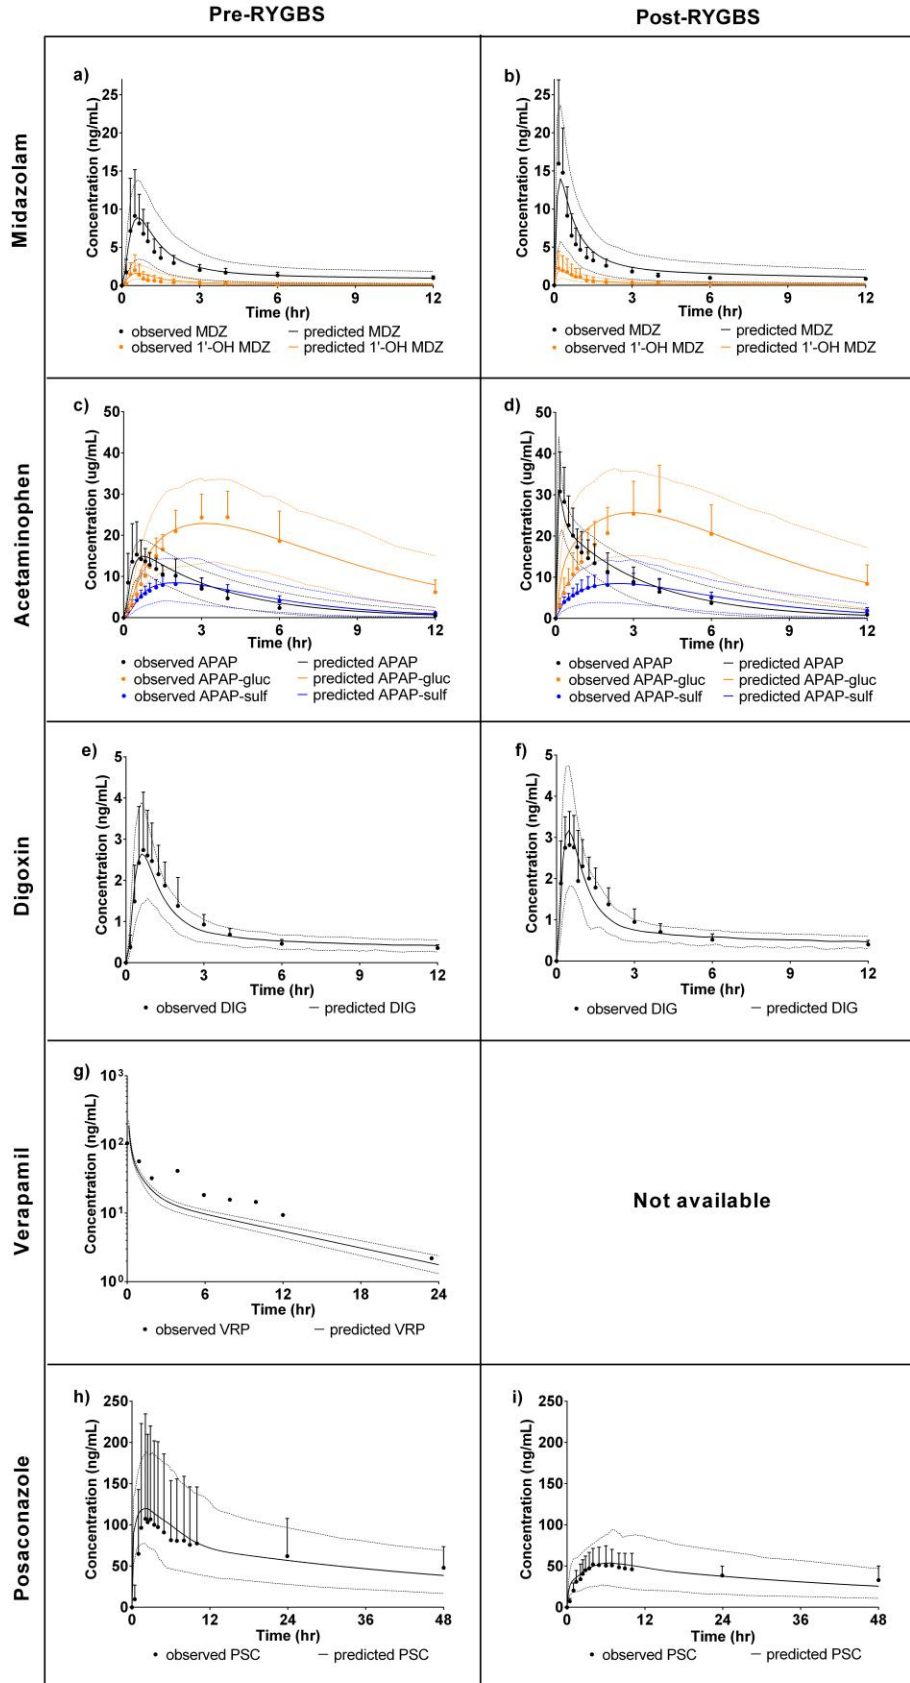 Pre-RYGBS Post-RYGBS
Midazolam
a)
Concentration (ng/mL)
25
20
15
10
5
0
0 3 6 9 12
Time (hr)
observed MDZ predicted MDZ
observed 1'-OH MDZ predicted 1'-OH MDZ
b)
Concentration (ng/mL)
25
20
15
10
5
0
0 3 6 9 12
Time (hr)
observed MDZ predicted MDZ
observed 1'-OH MDZ predicted 1'-OH MDZ
Acetaminophen
c)
Concentration (ug/mL)
50
40
30
20
10
0
0 3 6 9 12
Time (hr)
observed APAP predicted APAP
observed APAP-gluc predicted APAP-gluc
observed APAP-sulf predicted APAP-sulf
d)
Concentration (ug/mL)
50
40
30
20
10
0
0 3 6 9 12
Time (hr)
observed APAP predicted APAP
observed APAP-gluc predicted APAP-gluc
observed APAP-sulf predicted APAP-sulf
Digoxin
e)
Concentration (ng/mL)
5
4
3
2
1
0
0 3 6 9 12
Time (hr)
observed DIG predicted DIG
f)
Concentration (ng/mL)
5
4
3
2
1
0
0 3 6 9 12
Time (hr)
observed DIG predicted DIG
Verapamil
g)
Concentration (ng/mL)
10³
10²
10¹
10⁰
0 6 12 18 24
Time (hr)
observed VRP predicted VRP
Not available
Posaconazole
h)
Concentration (ng/mL)
250
200
150
100
50
0
0 12 24 36 48
Time (hr)
observed PSC predicted PSC
i)
Concentration (ng/mL)
250
200
150
100
50
0
0 12 24 36 48
Time (hr)
observed PSC predicted PSC